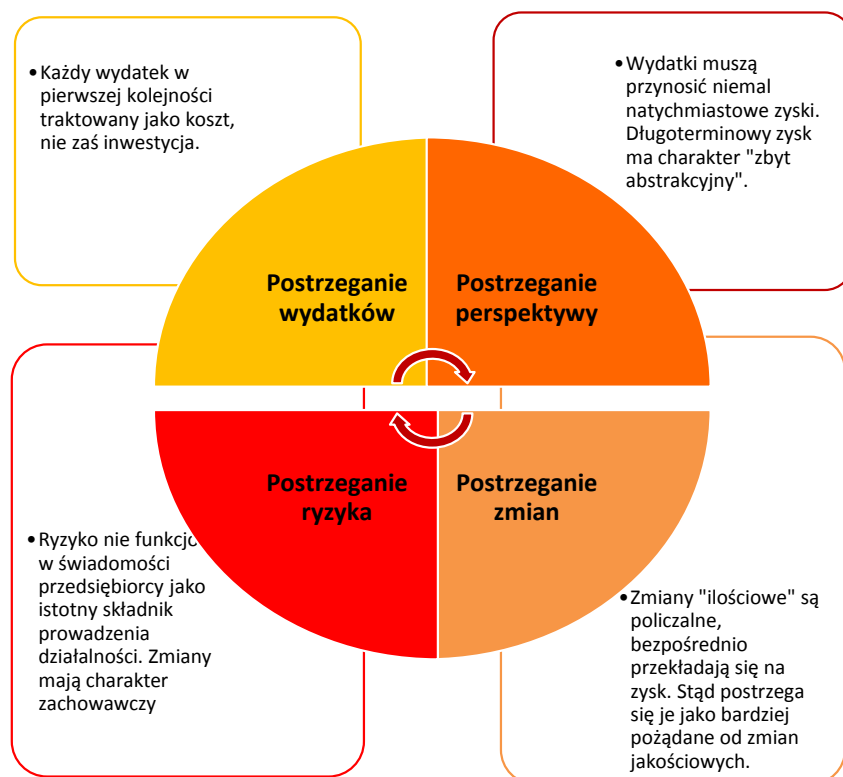 •Każdy wydatek w
pierwszej kolejności
traktowany jako koszt,
nie zaś inwestycja.
•Wydatki muszą
przynosić niemal
natychmiastowe zyski.
Długoterminowy zysk
ma charakter "zbyt
abstrakcyjny".
Postrzeganie
wydatków
Postrzeganie
perspektywy
Postrzeganie
ryzyka
Postrzeganie
zmian
•Ryzyko nie
w świadomości
przedsiębiorcy jako
istotny składnik
prowadzenia
działalności. Zmiany
mają charakter
zachowawczy
•Zmiany "ilościowe" są
policzalne,
bezpośrednio
przekładają się na
zysk. Stąd postrzega
się je jako bardziej
pożądane od zmian
jakościowych.